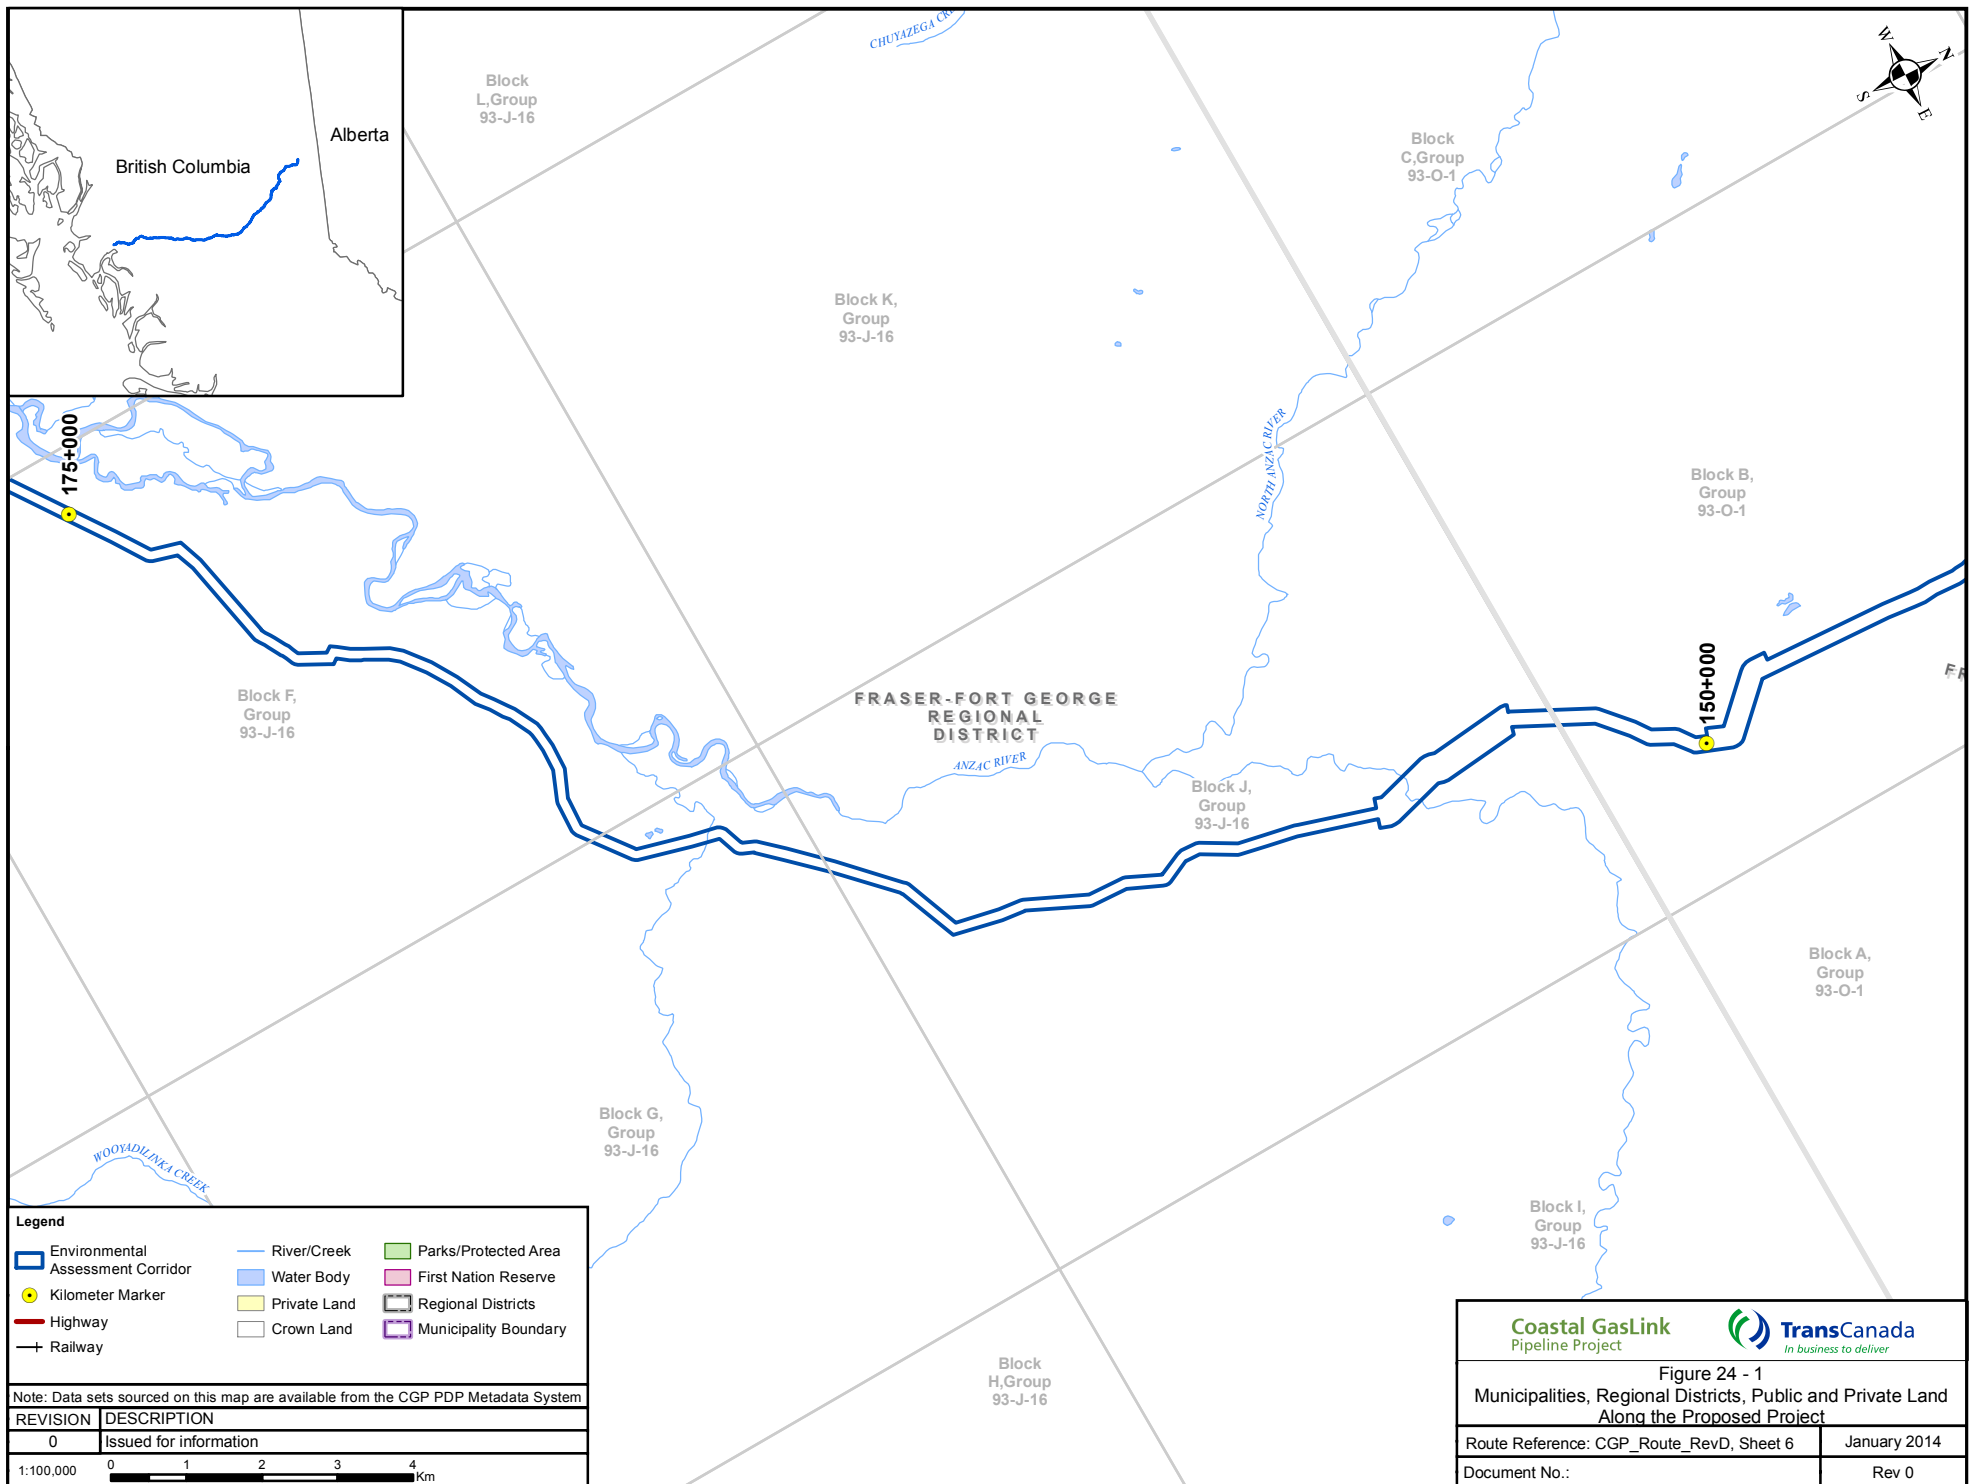 British Columbia
Alberta
CHUYAZEGA
W
N
S
E
Block
L,Group
93-J-16
Block
C,Group
93-O-1
Block K,
Group
93-J-16
175+000
NORTH ANZAC RIVER
Block B,
Group
93-O-1
150+000
Block F,
Group
93-J-16
FRASER-FORT GEORGE
REGIONAL
DISTRICT
FR
ANZAC RIVER
Block J,
Group
93-J-16
Block A,
Group
93-O-1
Block G,
Group
93-J-16
WOOYADILINKA CREEK
Block I,
Group
93-J-16
Block
H,Group
93-J-16
Legend
Environmental
Assessment Corridor
Kilometer Marker
Highway
Railway
River/Creek
Water Body
Private Land
Crown Land
Parks/Protected Area
First Nation Reserve
Regional Districts
Municipality Boundary
Note: Data sets sourced on this map are available from the CGP PDP Metadata System
REVISION DESCRIPTION
0 Issued for information
1:100,000 0 1 2 3 4 Km
Coastal GasLink
Pipeline Project
TransCanada
In business to deliver
Figure 24 - 1
Municipalities, Regional Districts, Public and Private Land
Along the Proposed Project
Route Reference: CGP_Route_RevD, Sheet 6 January 2014
Document No.: Rev 0